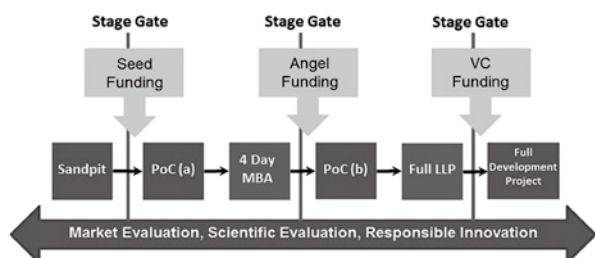 Stage Gate
Stage Gate
Stage Gate
Seed
Funding
Angel
Funding
VC
Funding
Sandpit
PoC (a)
4 Day
MBA
PoC (b)
Full LLP
Full
Development
Project
Market Evaluation, Scientific Evaluation, Responsible Innovation